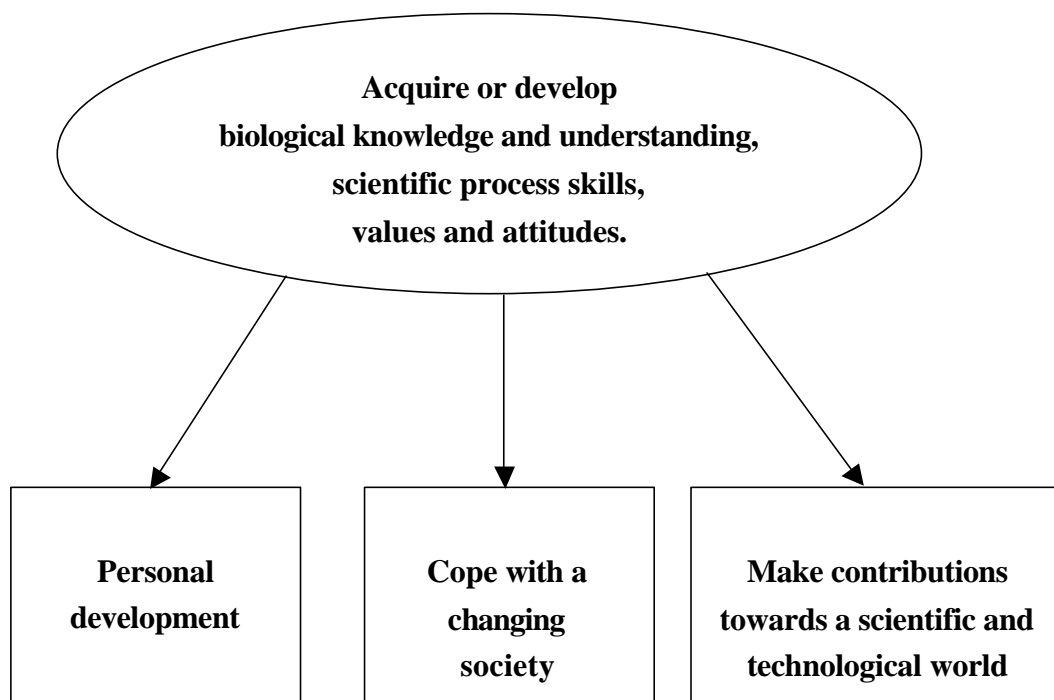 Acquire or develop
biological knowledge and understanding,
scientific process skills,
values and attitudes.
Personal
development
Cope with a
changing
society
Make contributions
towards a scientific and
technological world